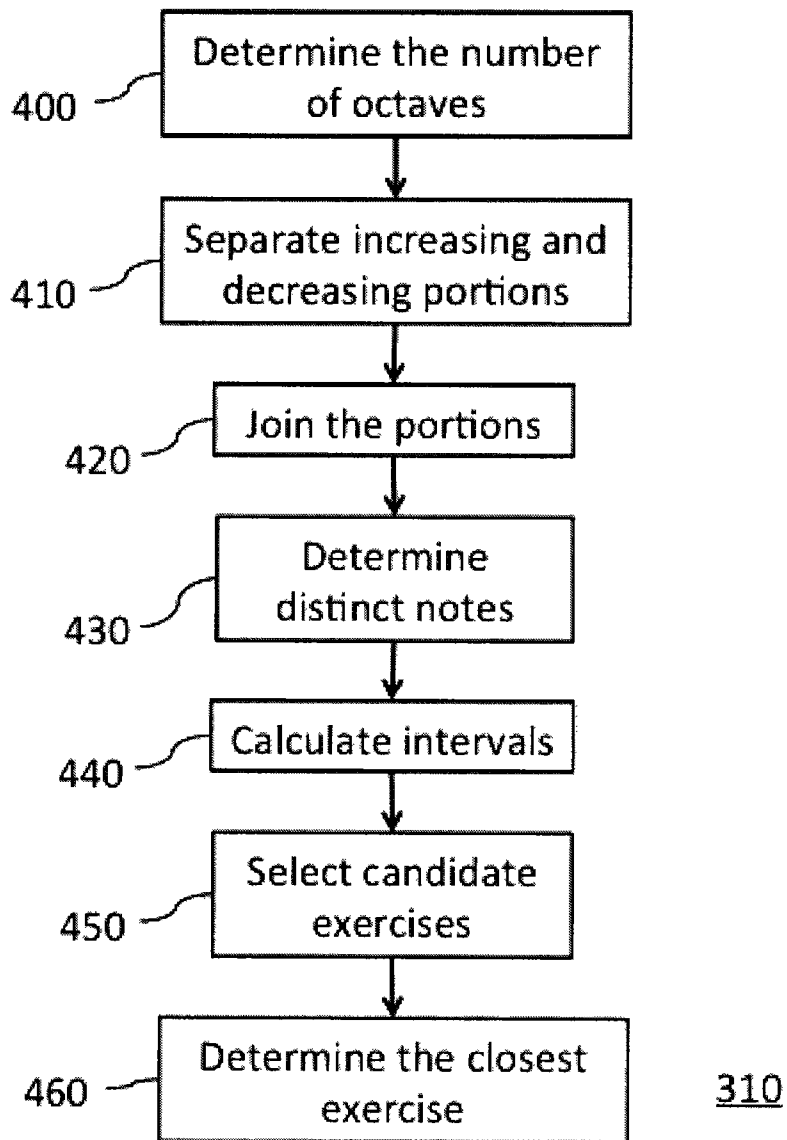 Determine the number
of octaves
400
Separate increasing and
decreasing portions
410
Join the portions
420
Determine
distinct notes
430
Calculate intervals
440
Select candidate
exercises
450
Determine the closest
exercise
460
310